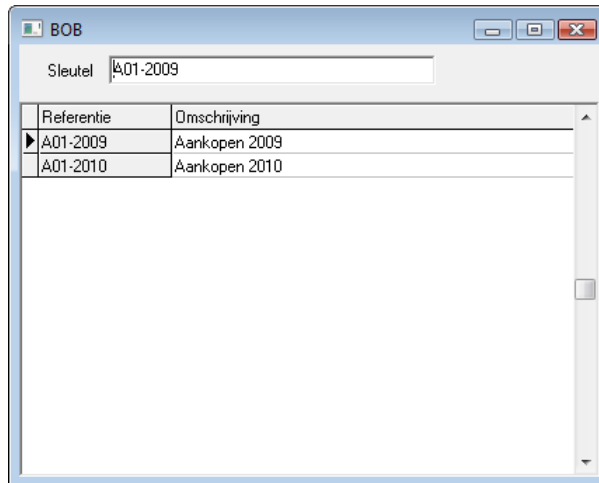 BOB
Sleutel A01-2009
Referentie Omschrijving
A01-2009 Aankopen 2009
A01-2010 Aankopen 2010